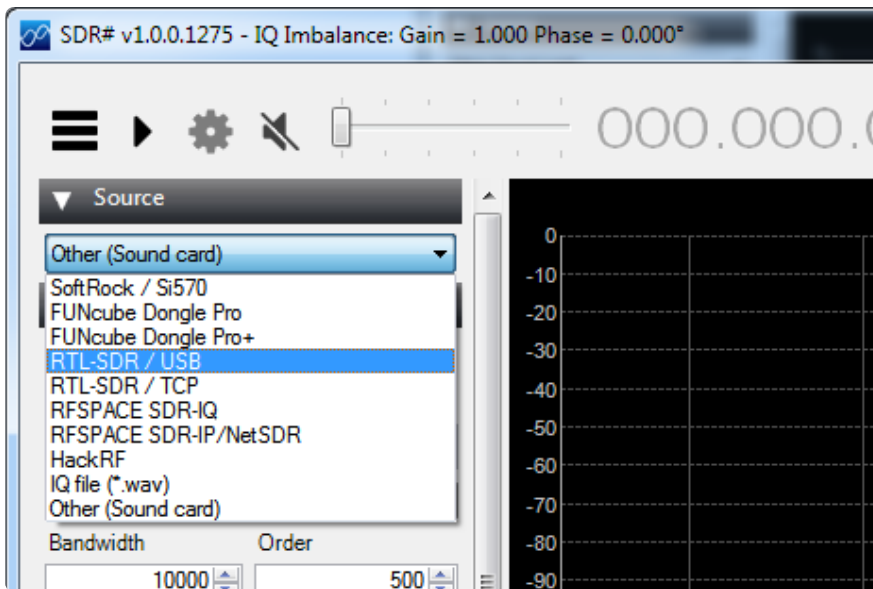 SDR# v1.0.0.1275 - IQ Imbalance: Gain = 1.000 Phase = 0.000°
000.000.0
Source
Other (Sound card)
SoftRock / Si570
FUNcube Dongle Pro
FUNcube Dongle Pro+
RTL-SDR / USB
RTL-SDR / TCP
RFSPACE SDR-IQ
RFSPACE SDR-IP/NetSDR
HackRF
IQ file (*.wav)
Other (Sound card)
Bandwidth Order
10000 500
0
-10
-20
-30
-40
-50
-60
-70
-80
-90